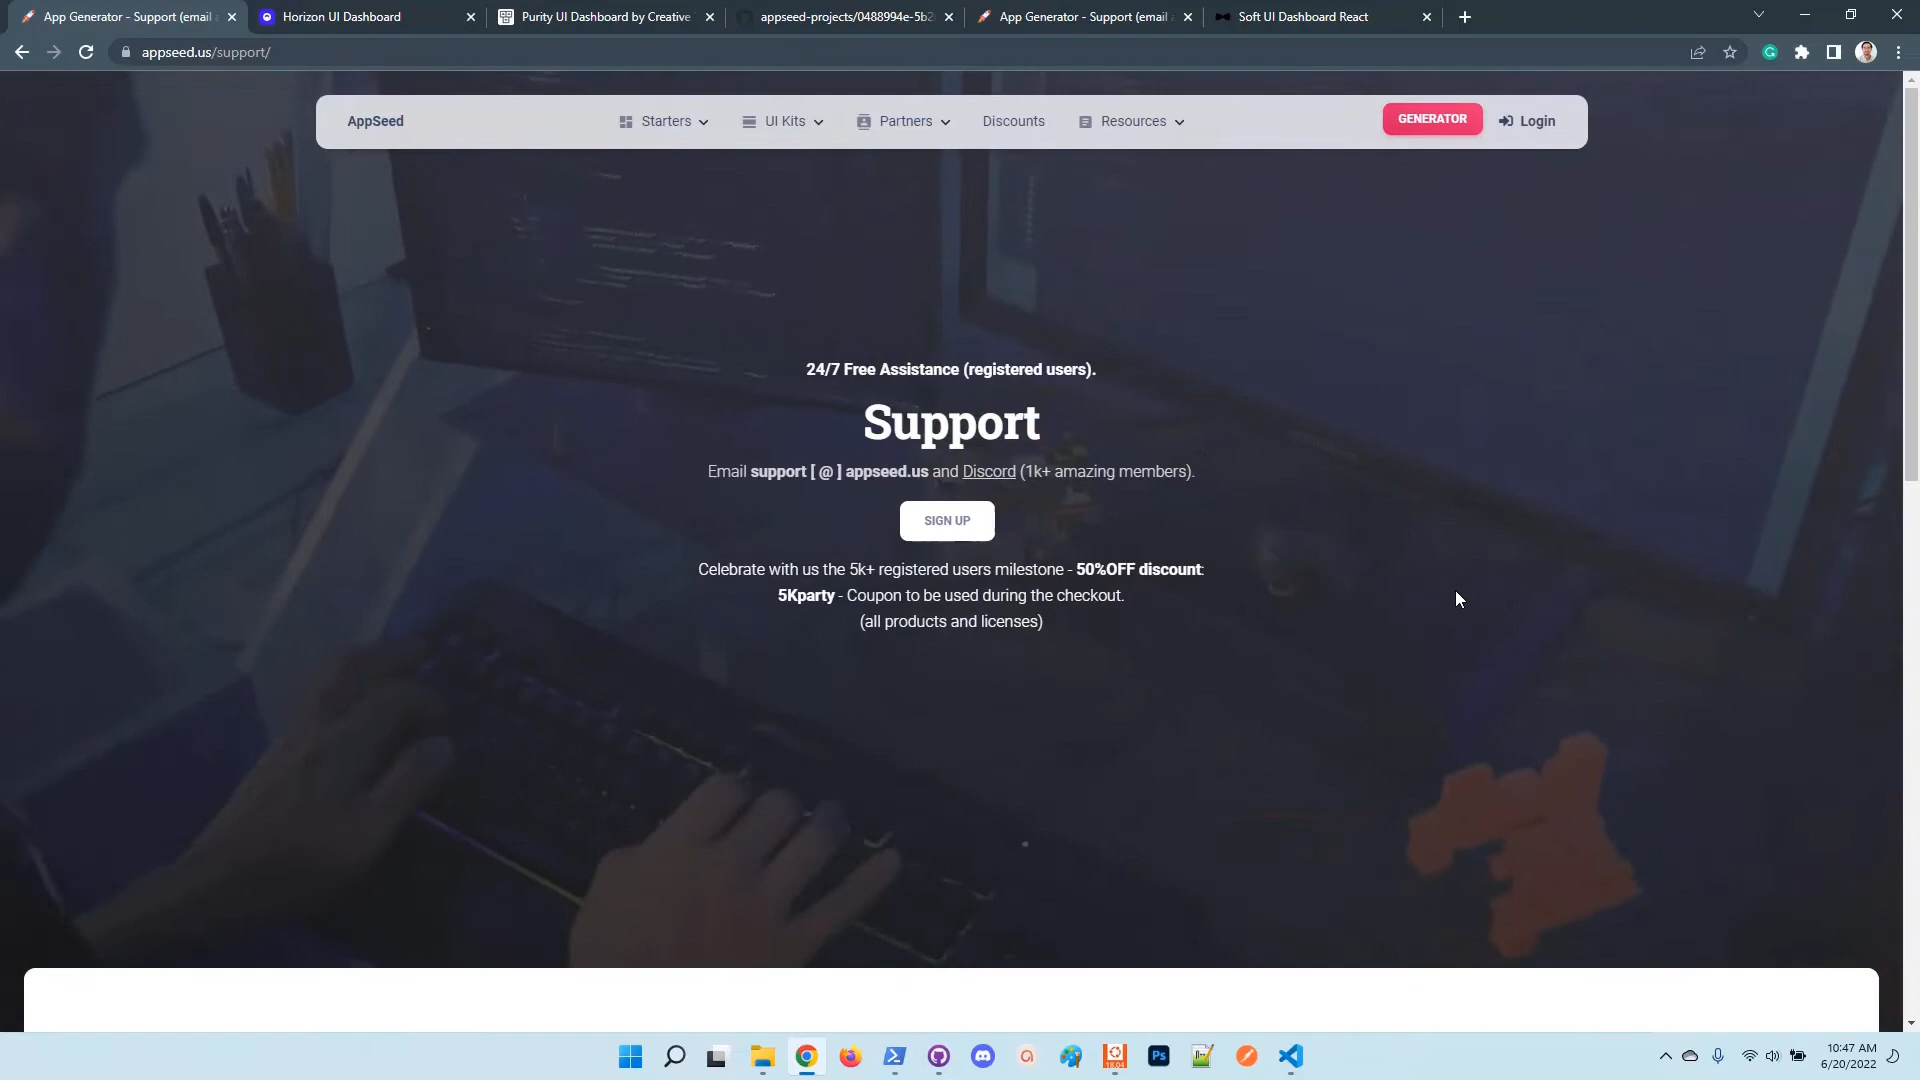 App Generator - Support (email a
Horizon UI Dashboard
Purity UI Dashboard by Creative
appseed-projects/0488994e-5b2
App Generator - Support (email a
Soft UI Dashboard React
appseed.us/support/
AppSeed
Starters
UI Kits
Partners
Discounts
Resources
GENERATOR
Login
24/7 Free Assistance (registered users).
Support
Email support [ @ ] appseed.us and Discord (1k+ amazing members).
SIGN UP
Celebrate with us the 5k+ registered users milestone - 50%OFF discount:
5Kparty - Coupon to be used during the checkout.
(all products and licenses)
18.04
Ps
10:47 AM
6/20/2022